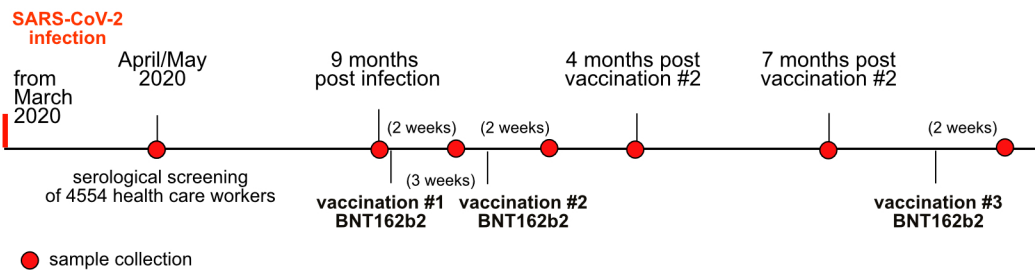 SARS-CoV-2
infection
from
March
2020
April/May
2020
9 months
post infection
4 months post
vaccination #2
7 months post
vaccination #2
(2 weeks)
(2 weeks)
(2 weeks)
(3 weeks)
serological screening
of 4554 health care workers
vaccination #1
BNT162b2
vaccination #2
BNT162b2
vaccination #3
BNT162b2
sample collection